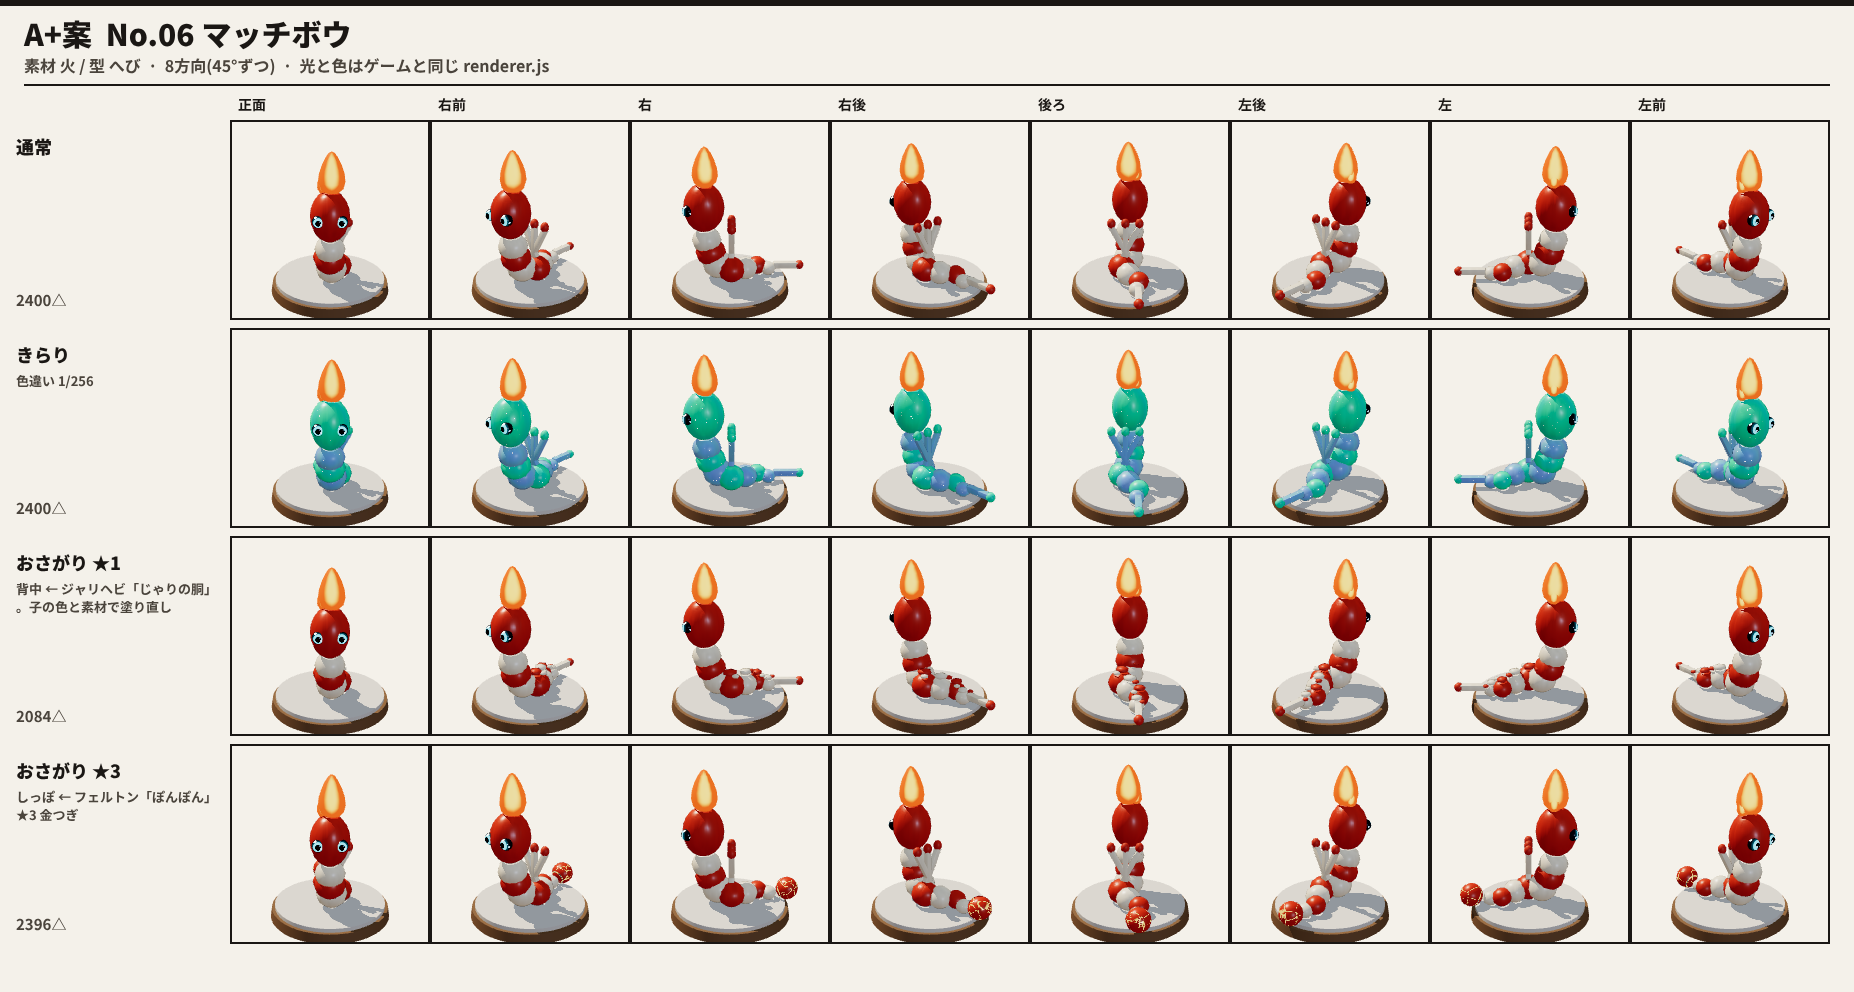 A+案 No.06 マッチボウ
素材 火 / 型 へび ・ 8方向(45°ずつ) ・ 光と色はゲームと同じ renderer.js
正面 右前 右 右後 後ろ 左後 左 左前
通常
2400△
きらり
色違い 1/256
2400△
おさがり ★1
背中 ← ジャリヘビ「じゃりの胴」
。子の色と素材で塗り直し
2084△
おさがり ★3
しっぽ ← フェルトン「ぽんぽん」
★3 金つぎ
2396△